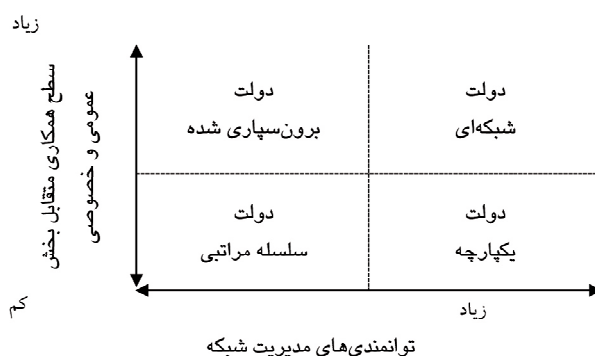 زیاد
سطح همکاری متقابل بخش
عمومی و خصوصی
دولت
شبکه‌ای
دولت
برون‌سپاری شده
دولت
یکپارچه
دولت
سلسله مراتبی
کم
زیاد
توانمندی‌های مدیریت شبکه